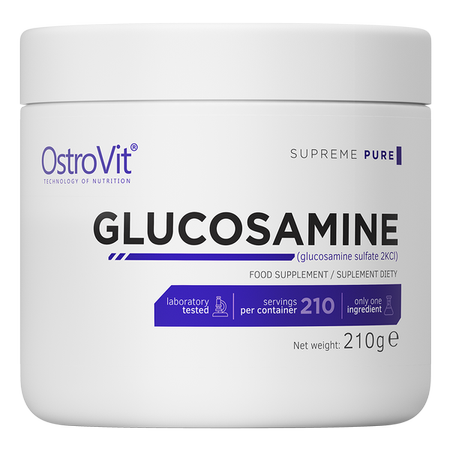 OstroVit®
TECHNOLOGY OF NUTRITION
SUPREME PURE
GLUCOSAMINE
(glucosamine sulfate 2KCl)
FOOD SUPPLEMENT / SUPLEMENT DIETY
laboratory tested
servings per container 210
only one ingredient
Net weight: 210g℮